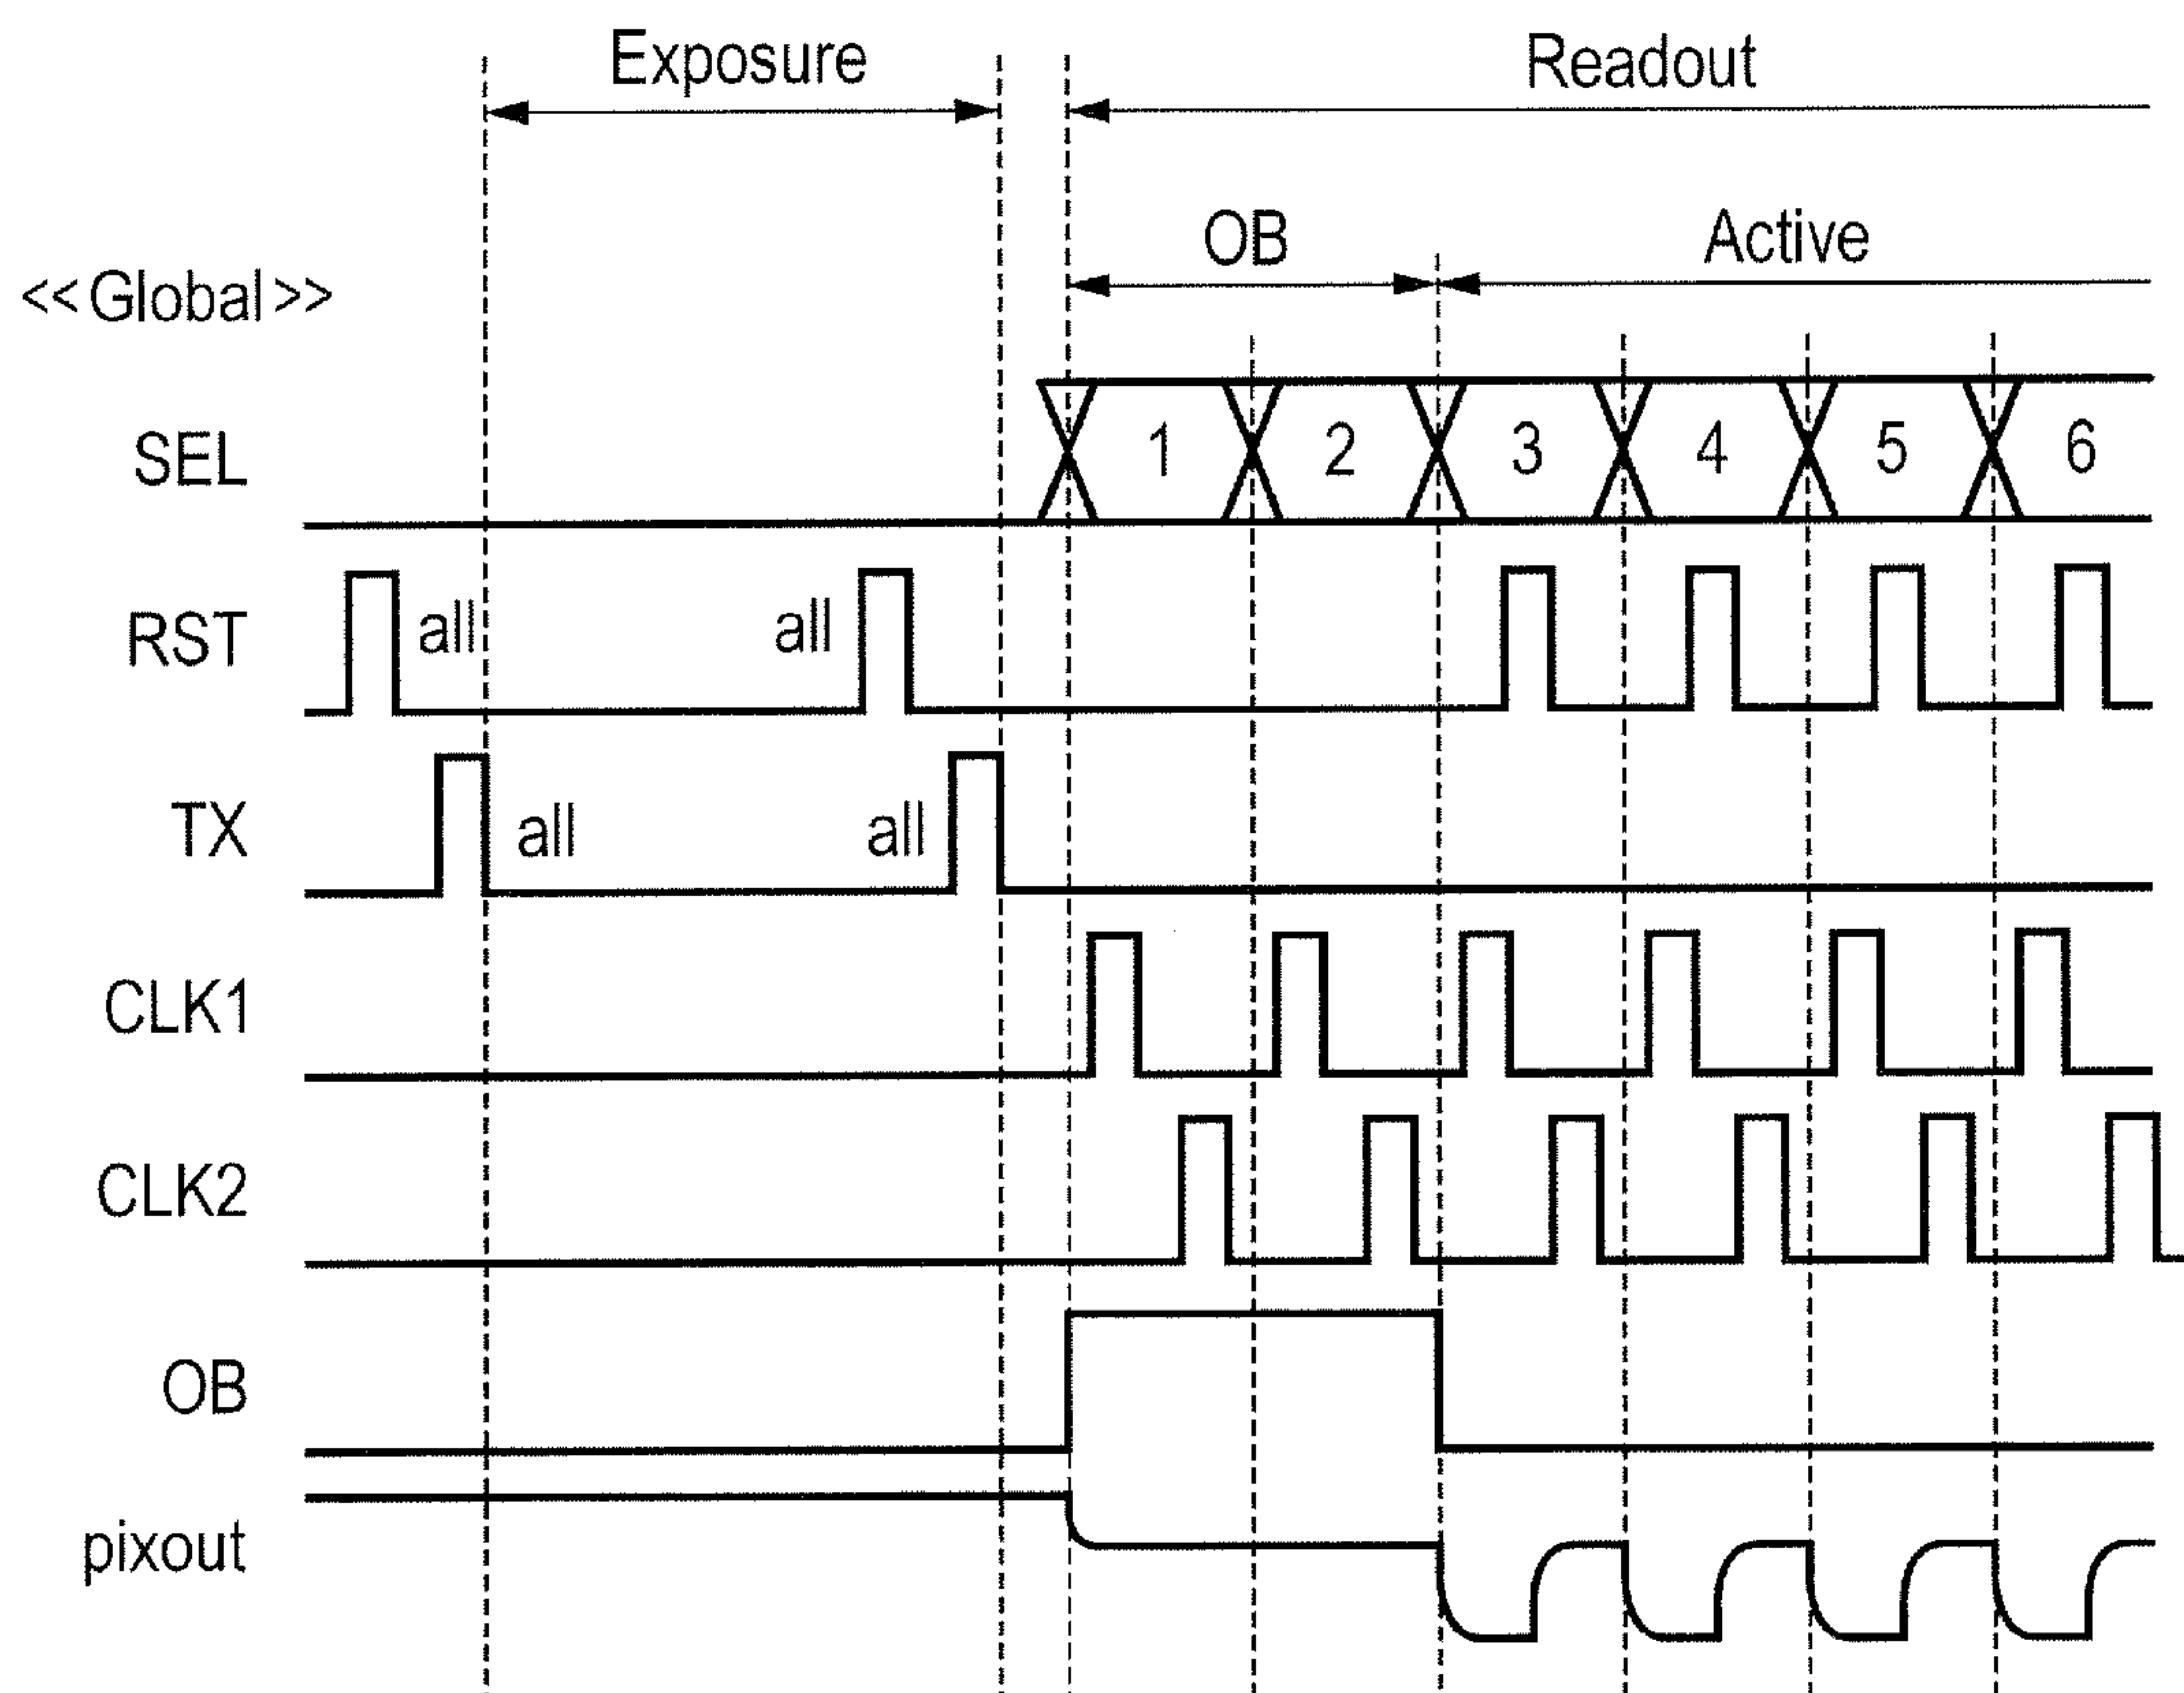 Exposure Readout
OB Active
<<Global>>
SEL 1 2 3 4 5 6
RST all all
TX all all
CLK1
CLK2
OB
pixout